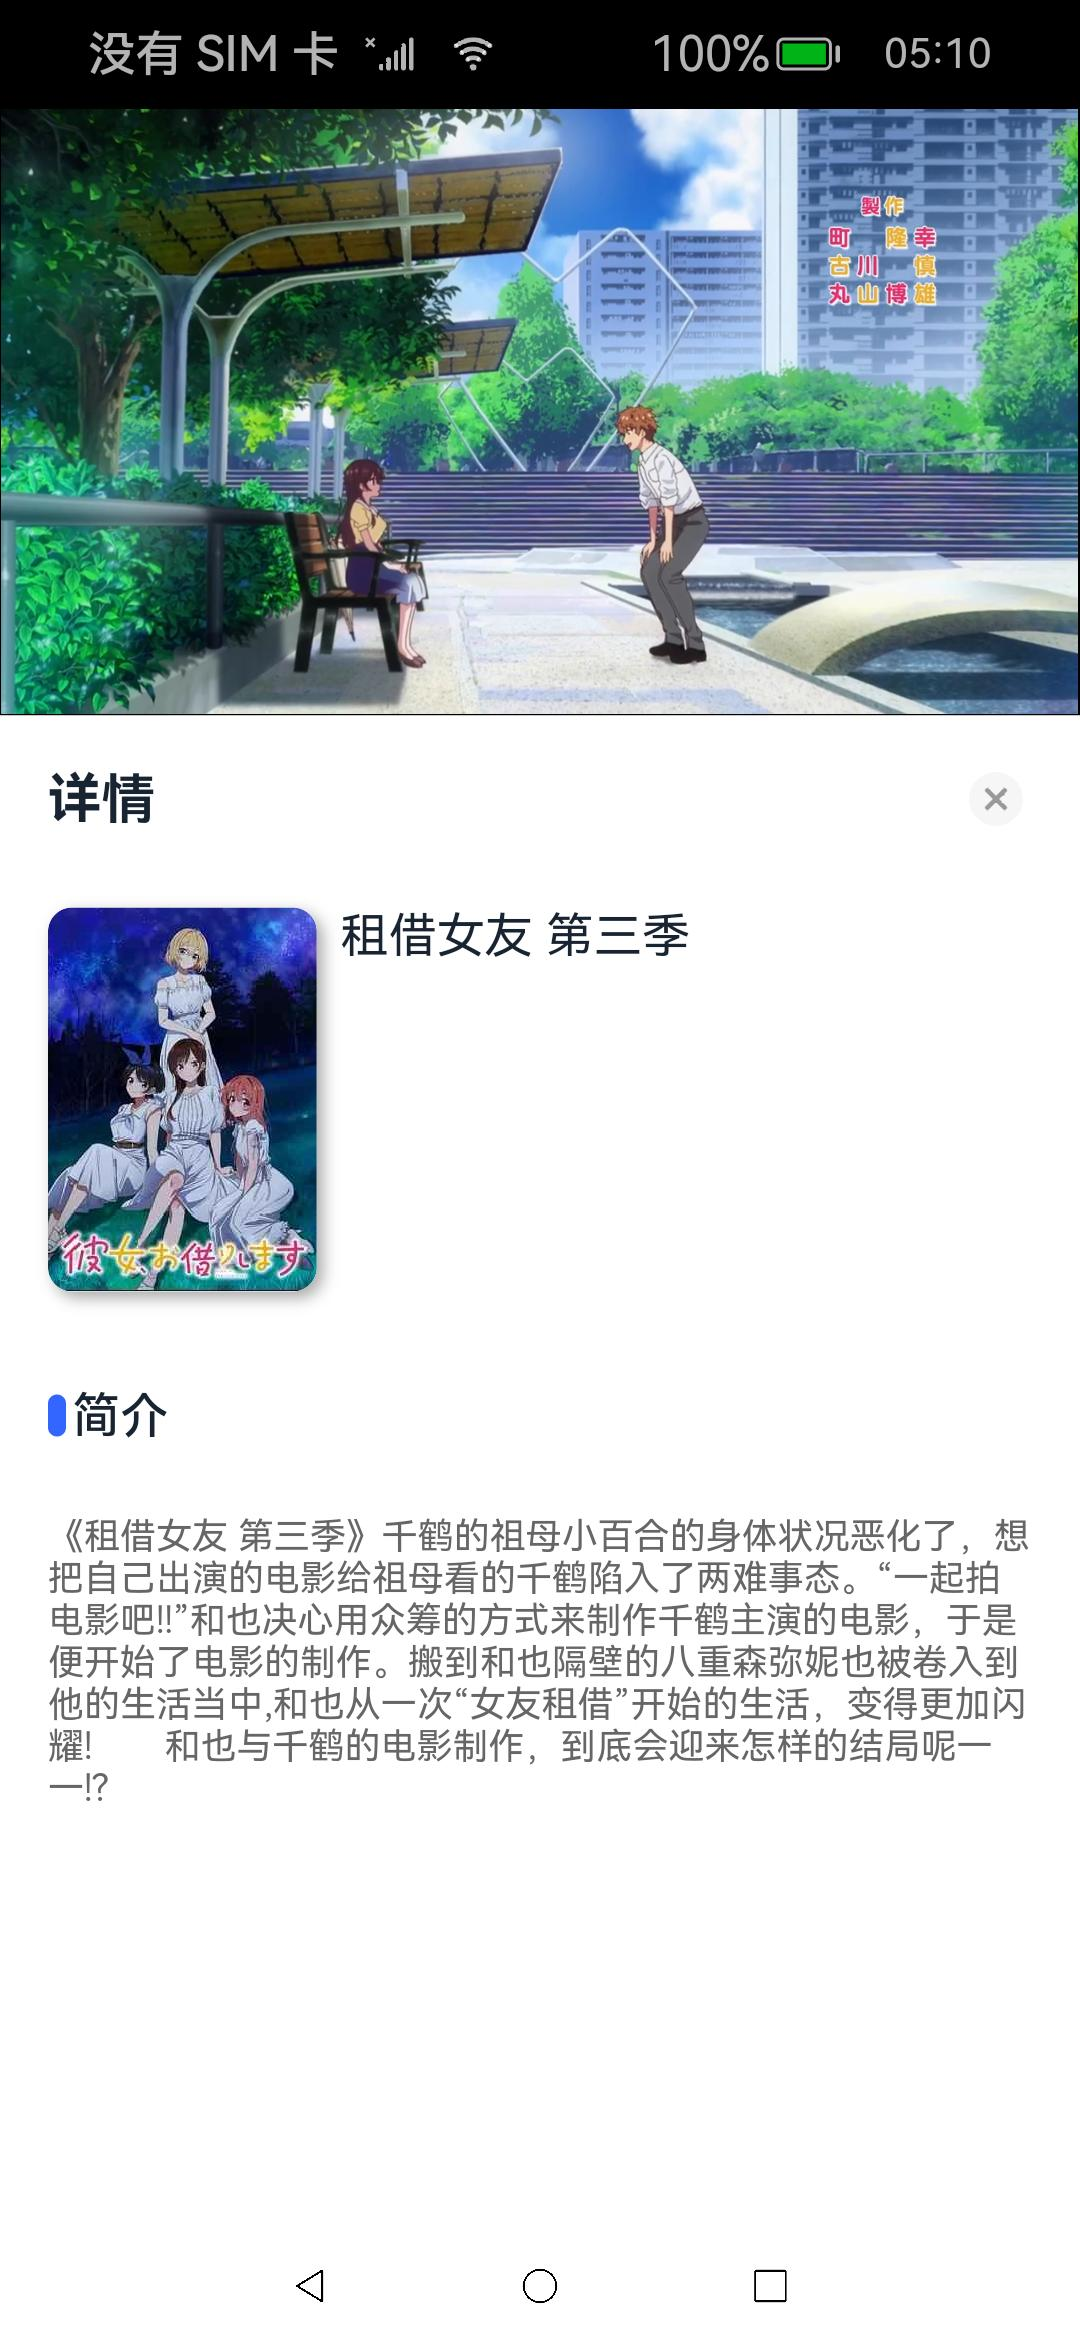 没有 SIM 卡 100% 05:10
製作
町 隆幸
古川 慎
丸山博雄
详情
租借女友 第三季
彼女、お借りします
简介
《租借女友 第三季》千鹤的祖母小百合的身体状况恶化了，想
把自己出演的电影给祖母看的千鹤陷入了两难事态。“一起拍
电影吧!!”和也决心用众筹的方式来制作千鹤主演的电影，于是
便开始了电影的制作。搬到和也隔壁的八重森弥妮也被卷入到
他的生活当中,和也从一次“女友租借”开始的生活，变得更加闪
耀!　　和也与千鹤的电影制作，到底会迎来怎样的结局呢一
一!?